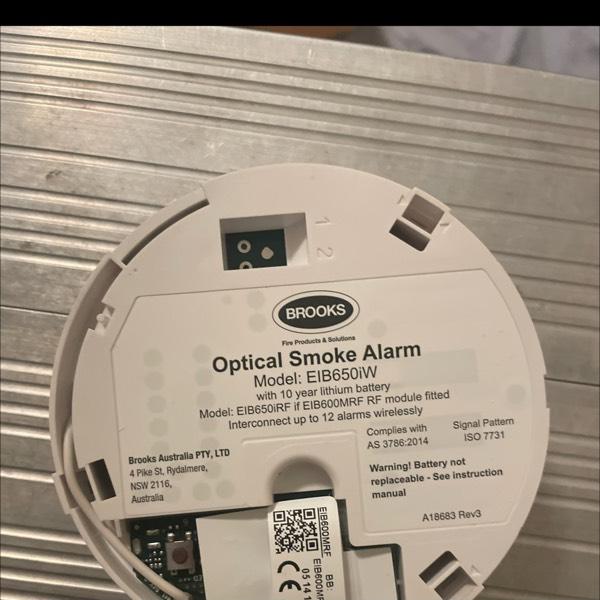 1
2
BROOKS
Fire Products & Solutions
Optical Smoke Alarm
Model: EIB650iW
with 10 year lithium battery
Model: EIB650iRF if EIB600MRF RF module fitted
Interconnect up to 12 alarms wirelessly
Brooks Australia PTY, LTD
4 Pike St, Rydalmere,
NSW 2116,
Australia
Complies with
AS 3786:2014
Signal Pattern
ISO 7731
Warning! Battery not
replaceable - See instruction
manual
A18683 Rev3
EIB600MRF
BB:
CE